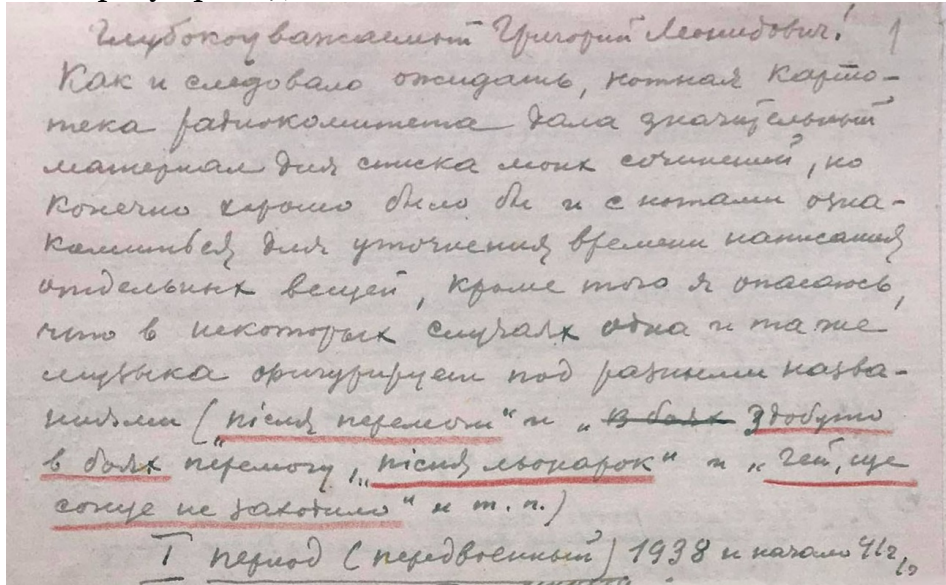 Глубокоуважаемый Григорий Леонидович! 1
Как и следовало ожидать, нотная карто-
тека радиокомитета дала значительный
материал для списка моих сочинений, но
конечно хорошо было бы и с нотами озна-
комиться для уточнения времени написания
отдельных вещей, кроме того я опасаюсь,
что в некоторых случаях одна и та же
музыка фигурирует под разными назва-
ниями („пісня перемоги" и „в боях Здобуто
в боях перемогу, „пісня льонарок" и „Гей, ще
сонце не заходило" и т. п.)
I период (передвоенный) 1938 и начало 41 г.